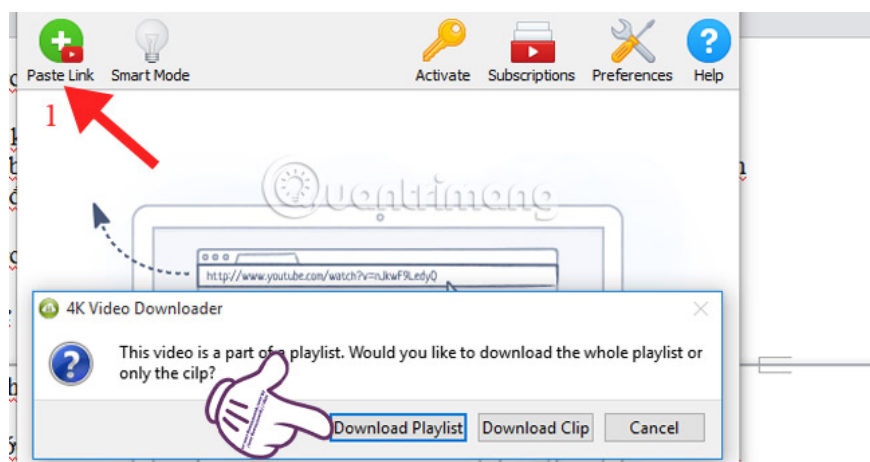 Paste Link Smart Mode Activate Subscriptions Preferences Help
1
Quantrimang
http://www.youtube.com/watch?v=nJkwF9LedyQ
4K Video Downloader
This video is a part of a playlist. Would you like to download the whole playlist or
only the cilp?
Download Playlist Download Clip Cancel